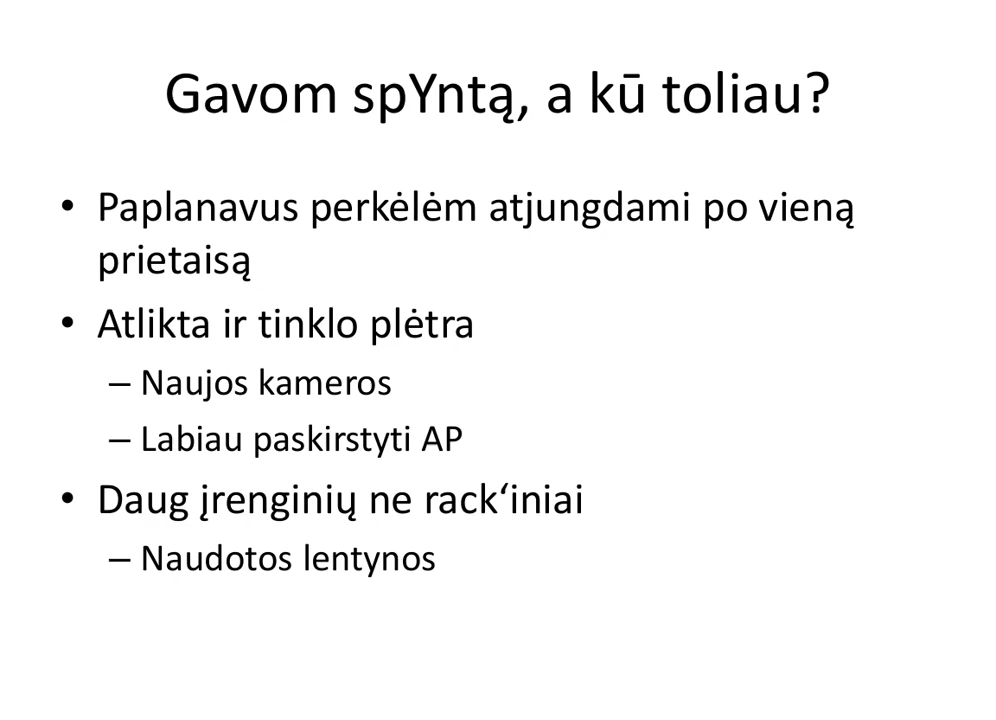 Gavom spYntą, a kū toliau?
• Paplanavus perkėlėm atjungdami po vieną
prietaisą
• Atlikta ir tinklo plėtra
– Naujos kameros
– Labiau paskirstyti AP
• Daug įrenginių ne rack‘iniai
– Naudotos lentynos